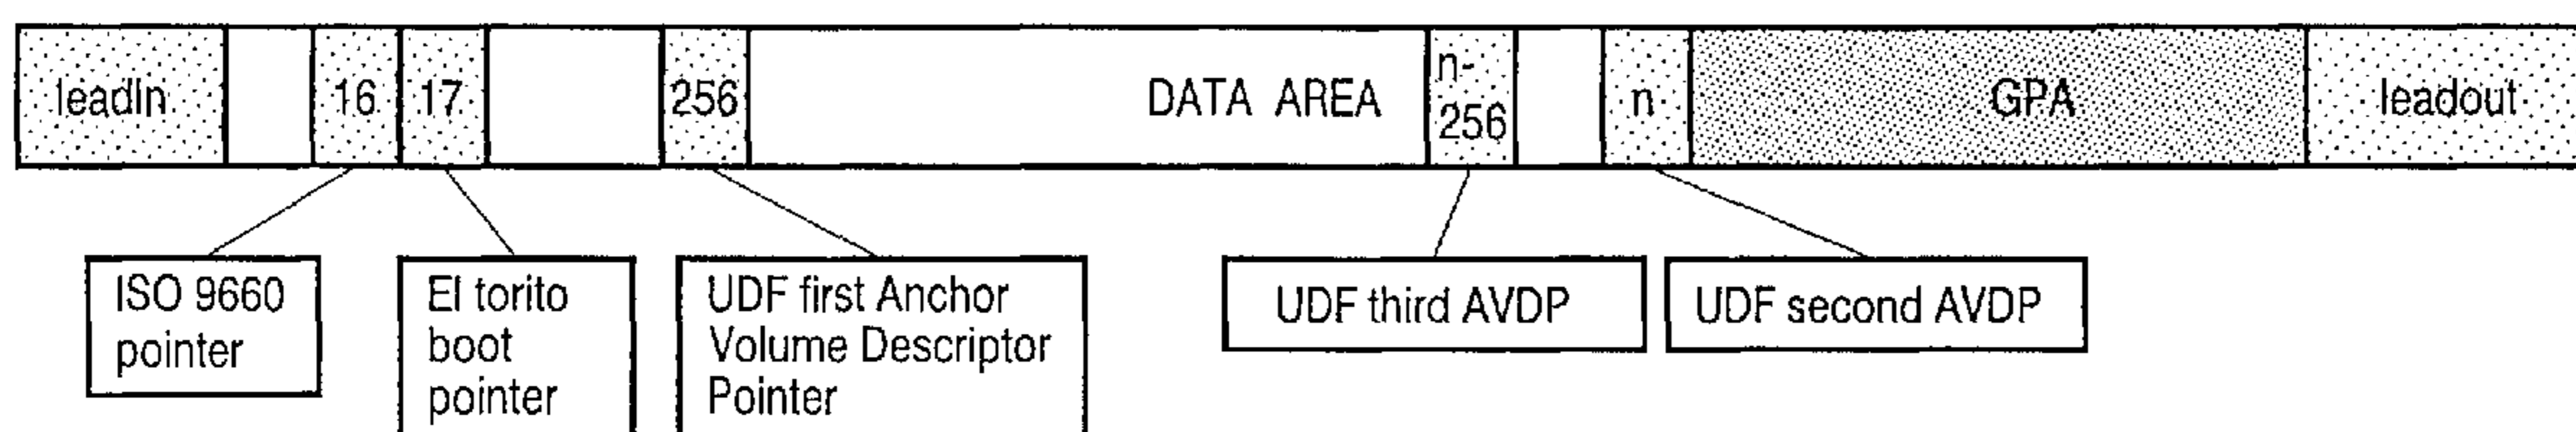 leadIn 16 17 256 DATA AREA n-256 n GPA leadout
ISO 9660
pointer
El torito
boot
pointer
UDF first Anchor
Volume Descriptor
Pointer
UDF third AVDP
UDF second AVDP